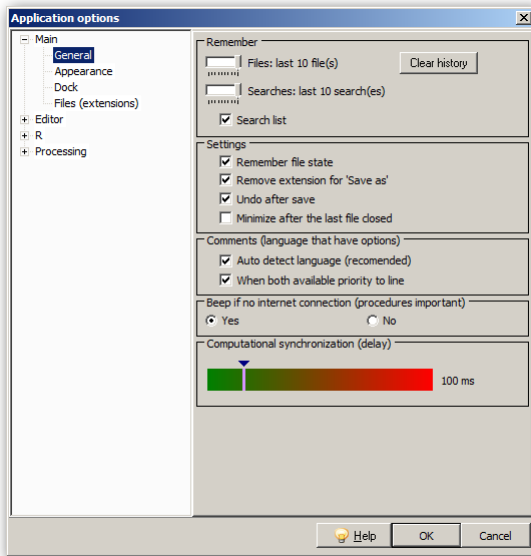 Application options
Main
General
Appearance
Dock
Files (extensions)
Editor
R
Processing
Remember
Files: last 10 file(s)
Clear history
Searches: last 10 search(es)
Search list
Settings
Remember file state
Remove extension for 'Save as'
Undo after save
Minimize after the last file closed
Comments (language that have options)
Auto detect language (recomended)
When both available priority to line
Beep if no internet connection (procedures important)
Yes No
Computational synchronization (delay)
100 ms
Help OK Cancel